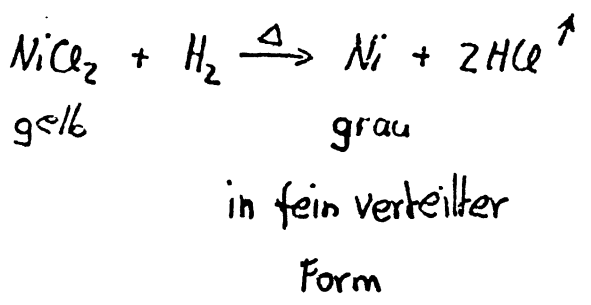 NiCl₂ + H₂ —Δ→ Ni + 2HCl ↑
gelb grau
in fein verteilter
Form